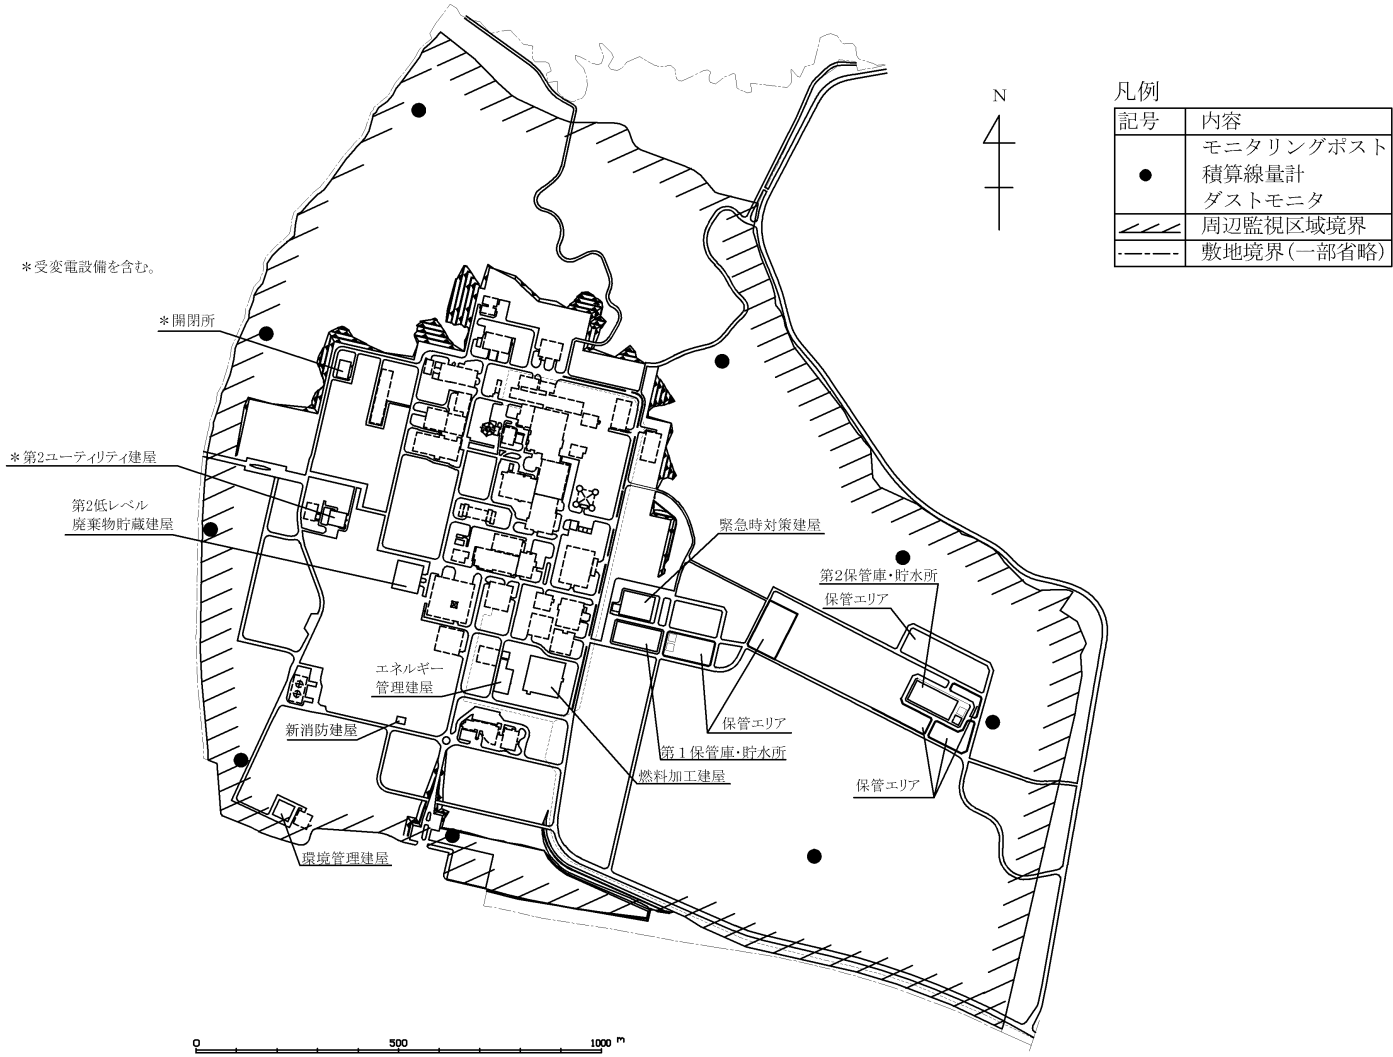 N
凡例
記号 内容
モニタリングポスト
積算線量計
ダストモニタ
周辺監視区域境界
敷地境界(一部省略)
*受変電設備を含む。
*開閉所
*第2ユーティリティ建屋
第2低レベル
廃棄物貯蔵建屋
緊急時対策建屋
第2保管庫・貯水所
保管エリア
エネルギー
管理建屋
新消防建屋
保管エリア
第1保管庫・貯水所
燃料加工建屋
保管エリア
環境管理建屋
0 500 1000 m